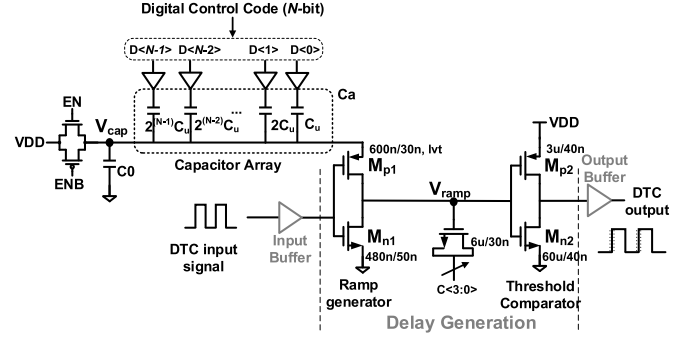 Digital Control Code (N-bit)
D<N-1> D<N-2> D<1> D<0>
Ca
2^(N-1)Cu 2^(N-2)Cu ... 2Cu Cu
EN
Vcap
VDD
ENB
C0
Capacitor Array
600n/30n, lvt
Mp1
VDD
3u/40n
Mp2
Output
Buffer
DTC
output
Vramp
DTC input
signal
Input
Buffer
Mn1
480n/50n
6u/30n
C<3:0>
Mn2
60u/40n
Ramp
generator
Threshold
Comparator
Delay Generation